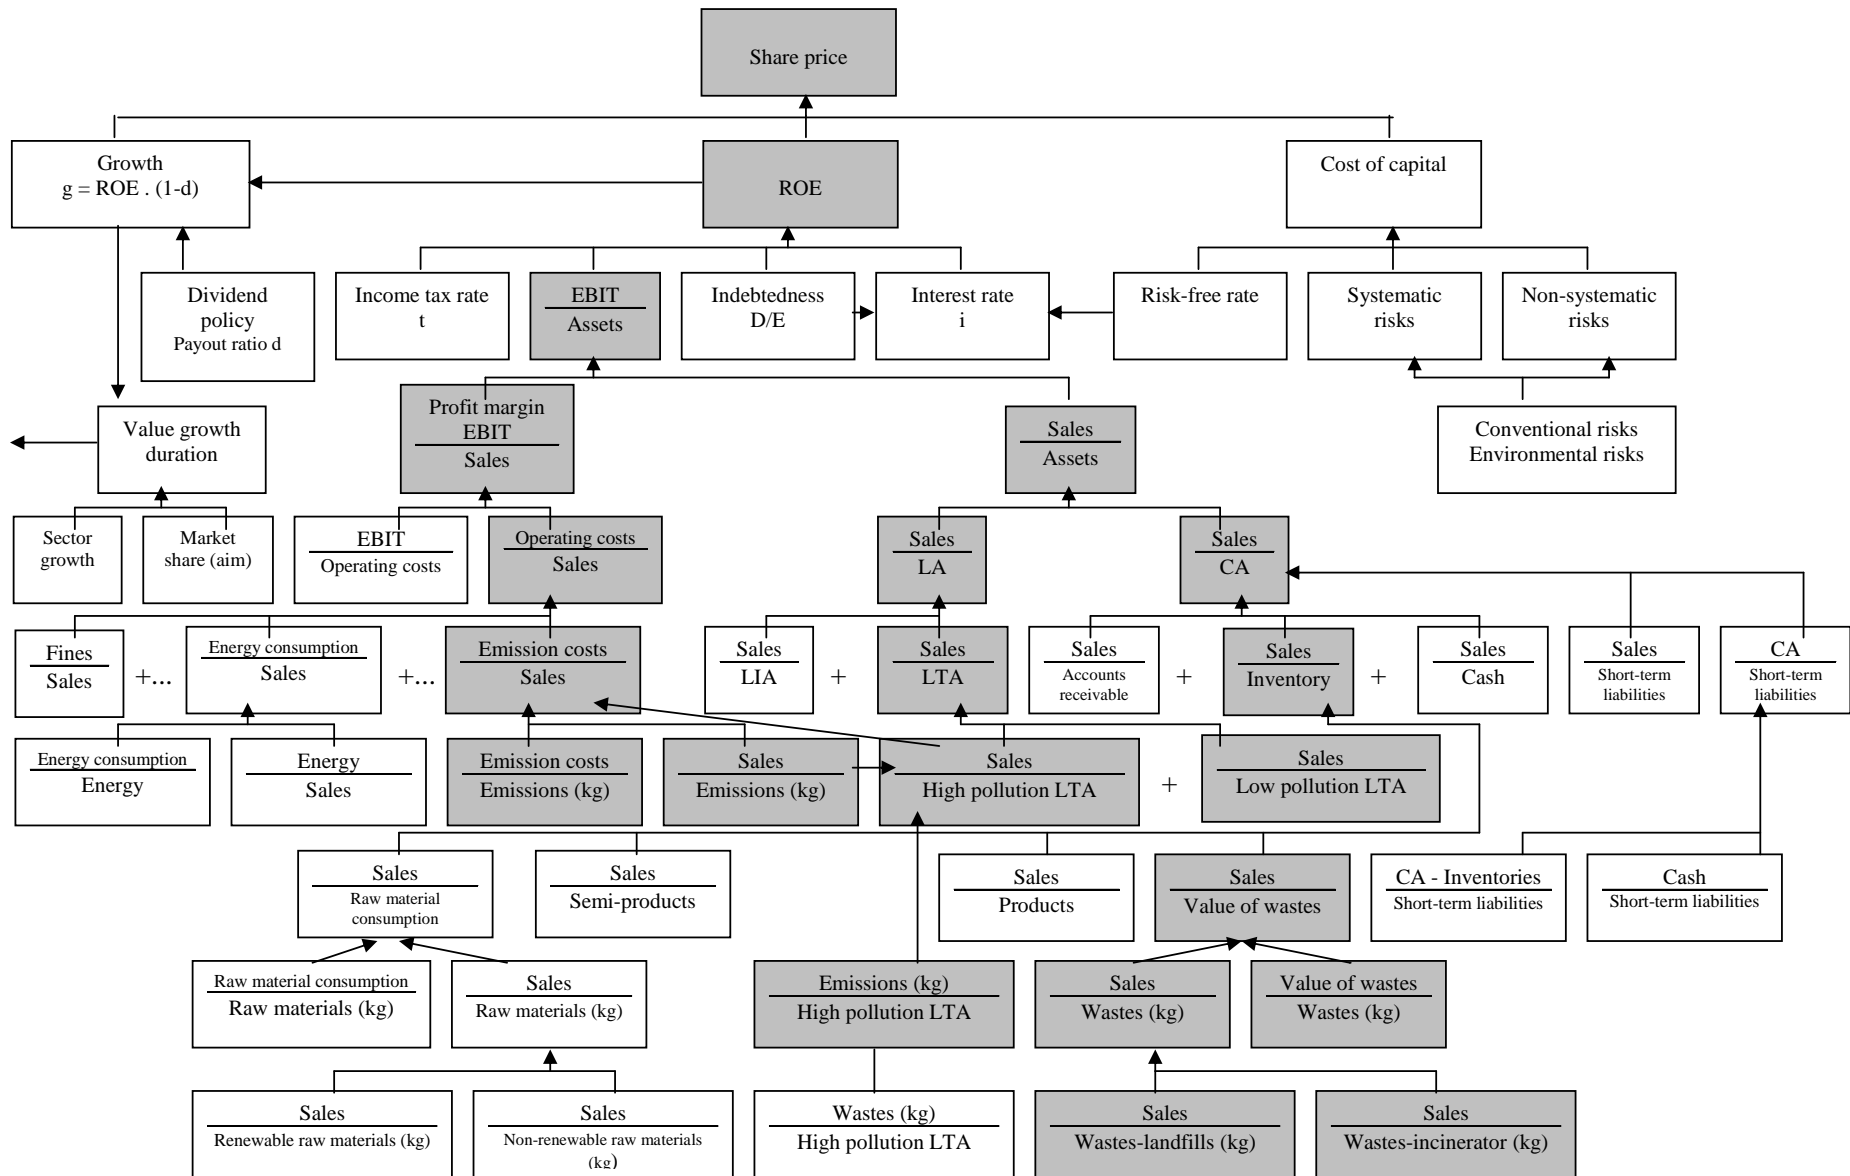 Share price
Growth
g = ROE . (1-d)
ROE
Cost of capital
Dividend
policy
Payout ratio d
Income tax rate
t
EBIT
Assets
Indebtedness
D/E
Interest rate
i
Risk-free rate
Systematic
risks
Non-systematic
risks
Value growth
duration
Profit margin
EBIT
Sales
Sales
Assets
Conventional risks
Environmental risks
Sector
growth
Market
share (aim)
EBIT
Operating costs
Operating costs
Sales
Sales
LA
Sales
CA
Fines
Sales
+...
Energy consumption
Sales
+...
Emission costs
Sales
Sales
LIA
+
Sales
LTA
Sales
Accounts
receivable
+
Sales
Inventory
+
Sales
Cash
Sales
Short-term
liabilities
CA
Short-term
liabilities
Energy consumption
Energy
Energy
Sales
Emission costs
Emissions (kg)
Sales
Emissions (kg)
Sales
High pollution LTA
+
Sales
Low pollution LTA
Sales
Raw material
consumption
Sales
Semi-products
Sales
Products
Sales
Value of wastes
CA - Inventories
Short-term liabilities
Cash
Short-term liabilities
Raw material consumption
Raw materials (kg)
Sales
Raw materials (kg)
Emissions (kg)
High pollution LTA
Sales
Wastes (kg)
Value of wastes
Wastes (kg)
Sales
Renewable raw materials (kg)
Sales
Non-renewable raw materials
(kg)
Wastes (kg)
High pollution LTA
Sales
Wastes-landfills (kg)
Sales
Wastes-incinerator (kg)